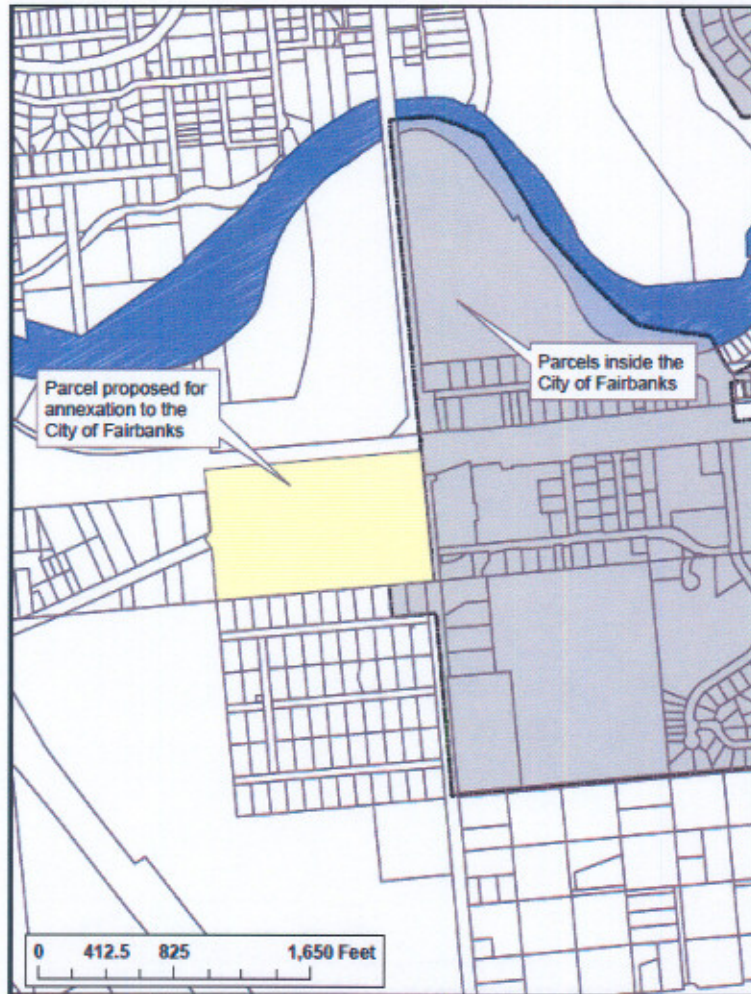 Parcels inside the
City of Fairbanks
Parcel proposed for
annexation to the
City of Fairbanks
0 412.5 825 1,650 Feet